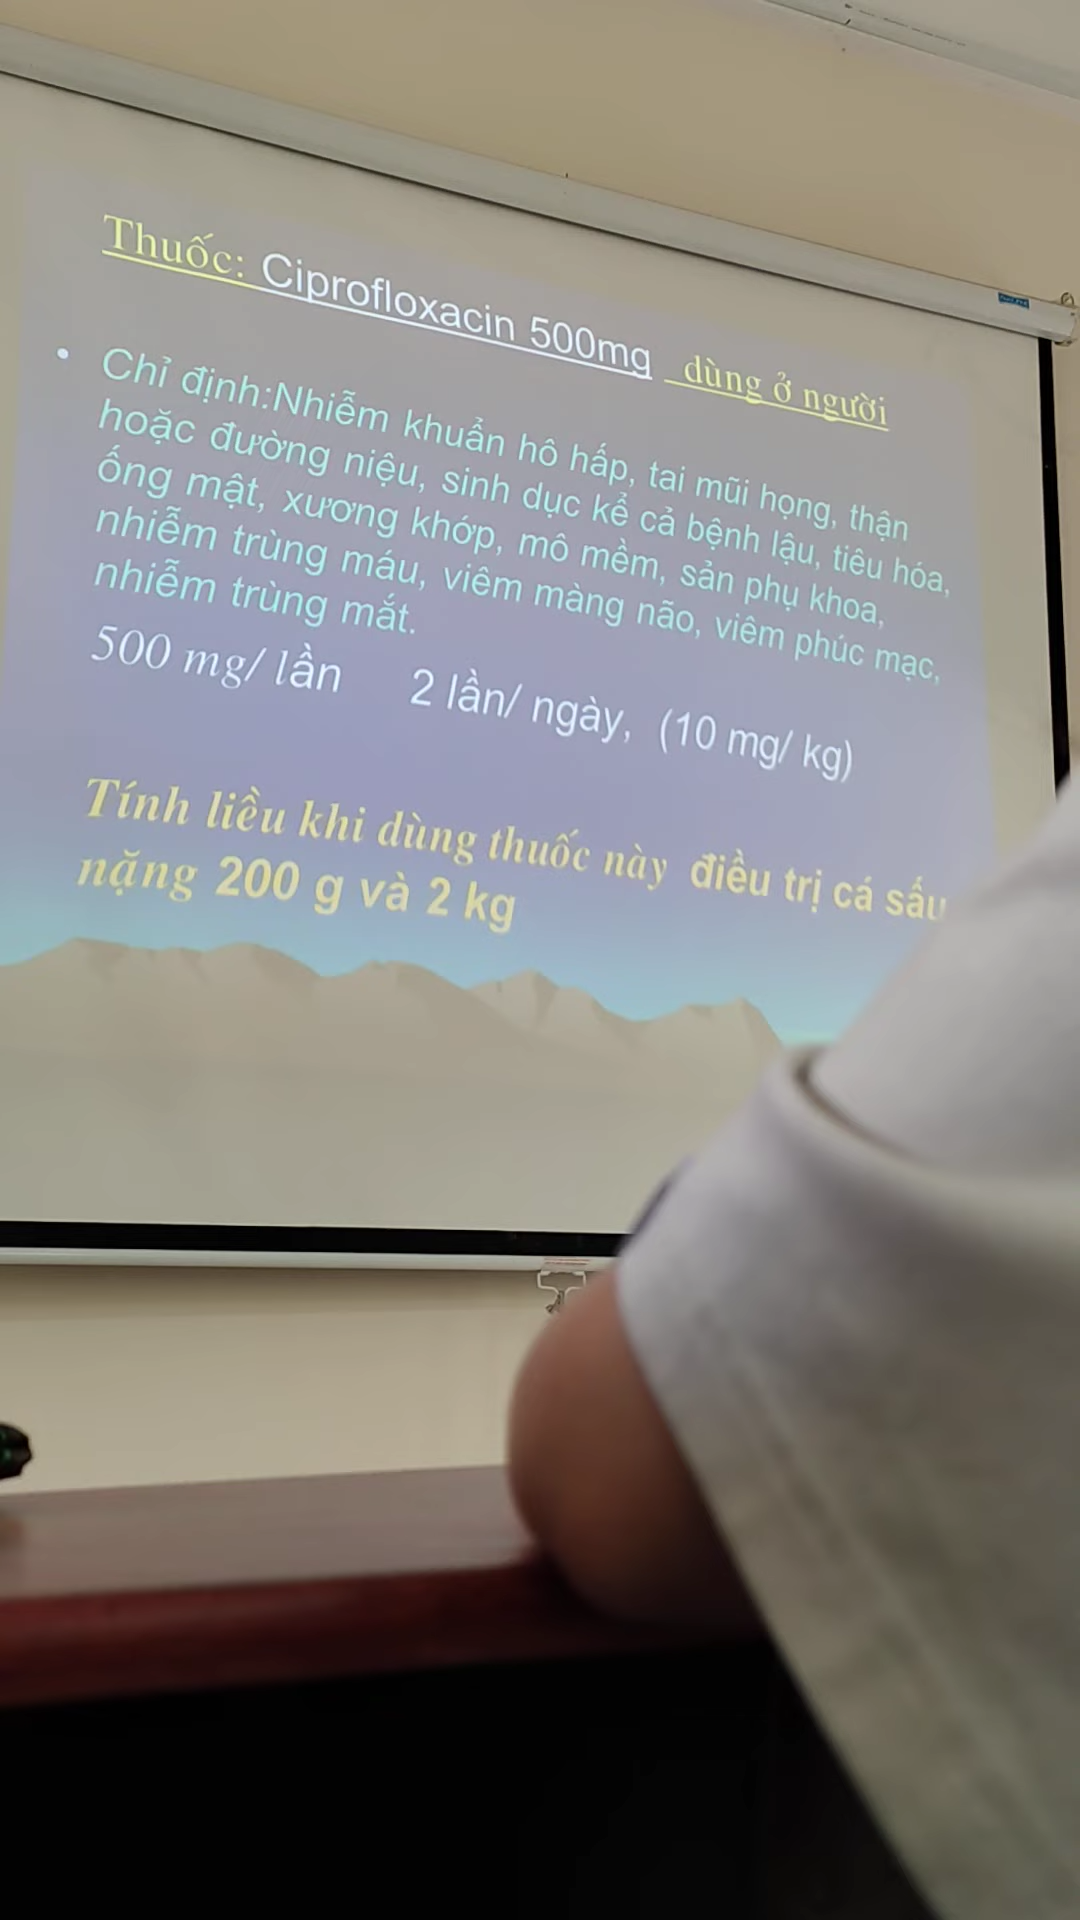 Thuốc: Ciprofloxacin 500mg dùng ở người
• Chỉ định:Nhiễm khuẩn hô hấp, tai mũi họng, thận
hoặc đường niệu, sinh dục kể cả bệnh lậu, tiêu hóa,
ống mật, xương khớp, mô mềm, sản phụ khoa,
nhiễm trùng máu, viêm màng não, viêm phúc mạc,
nhiễm trùng mắt.
500 mg/ lần 2 lần/ ngày, (10 mg/ kg)
Tính liều khi dùng thuốc này điều trị cá sấu
nặng 200 g và 2 kg